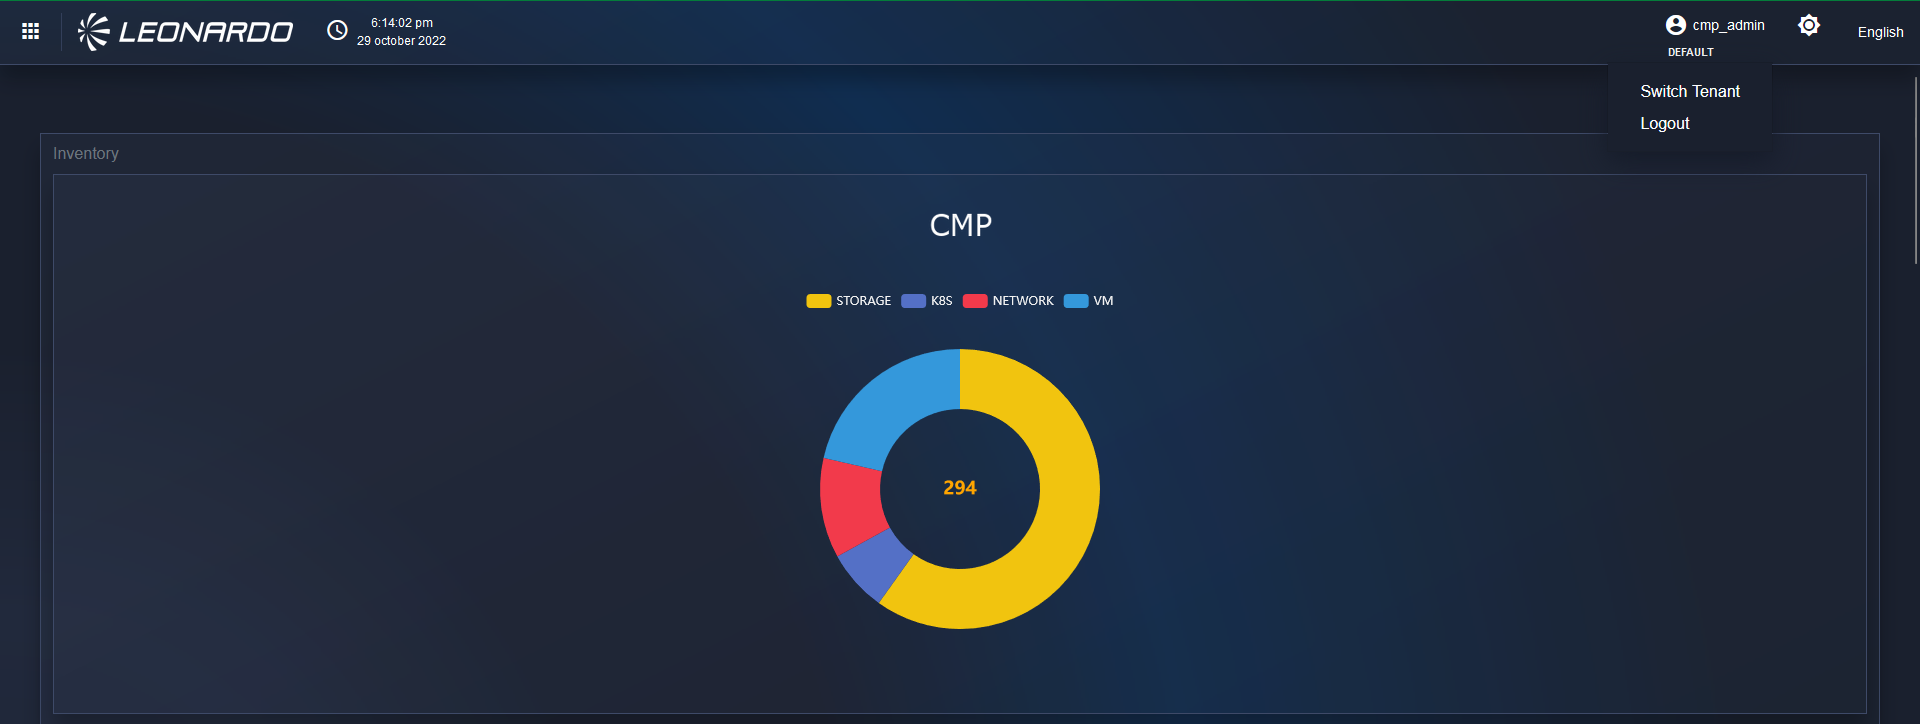 LEONARDO
6:14:02 pm
29 october 2022
cmp_admin
DEFAULT
English
Switch Tenant
Logout
Inventory
CMP
STORAGE K8S NETWORK VM
294